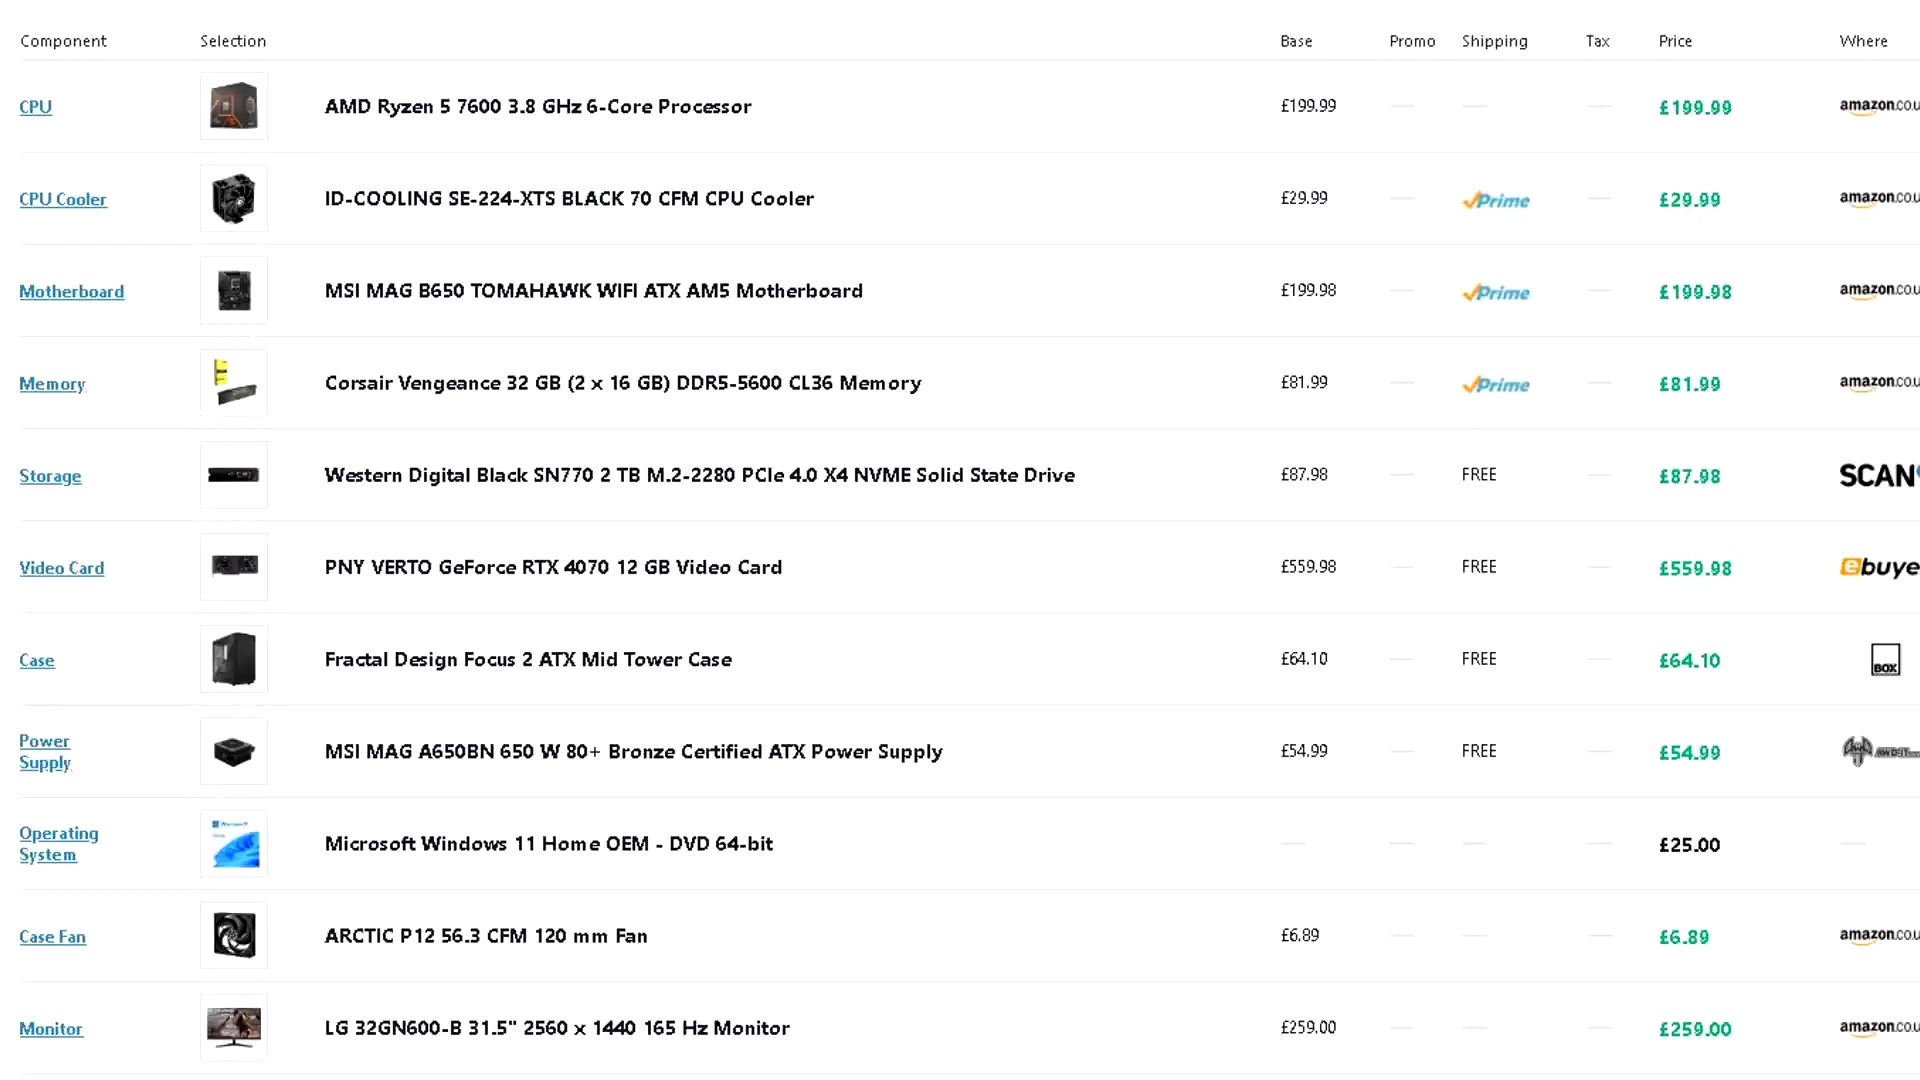 Component Selection Base Promo Shipping Tax Price Where
CPU AMD Ryzen 5 7600 3.8 GHz 6-Core Processor £199.99 — — — £199.99 amazon.co.u
CPU Cooler ID-COOLING SE-224-XTS BLACK 70 CFM CPU Cooler £29.99 — Prime — £29.99 amazon.co.u
Motherboard MSI MAG B650 TOMAHAWK WIFI ATX AM5 Motherboard £199.98 — Prime — £199.98 amazon.co.u
Memory Corsair Vengeance 32 GB (2 x 16 GB) DDR5-5600 CL36 Memory £81.99 — Prime — £81.99 amazon.co.u
Storage Western Digital Black SN770 2 TB M.2-2280 PCIe 4.0 X4 NVME Solid State Drive £87.98 — FREE — £87.98 SCAN
Video Card PNY VERTO GeForce RTX 4070 12 GB Video Card £559.98 — FREE — £559.98 ebuye
Case Fractal Design Focus 2 ATX Mid Tower Case £64.10 — FREE — £64.10 BOX
Power
Supply MSI MAG A650BN 650 W 80+ Bronze Certified ATX Power Supply £54.99 — FREE — £54.99 AWD-IT
Operating
System Microsoft Windows 11 Home OEM - DVD 64-bit — — — — £25.00 —
Case Fan ARCTIC P12 56.3 CFM 120 mm Fan £6.89 — — — £6.89 amazon.co.u
Monitor LG 32GN600-B 31.5" 2560 x 1440 165 Hz Monitor £259.00 — — — £259.00 amazon.co.u